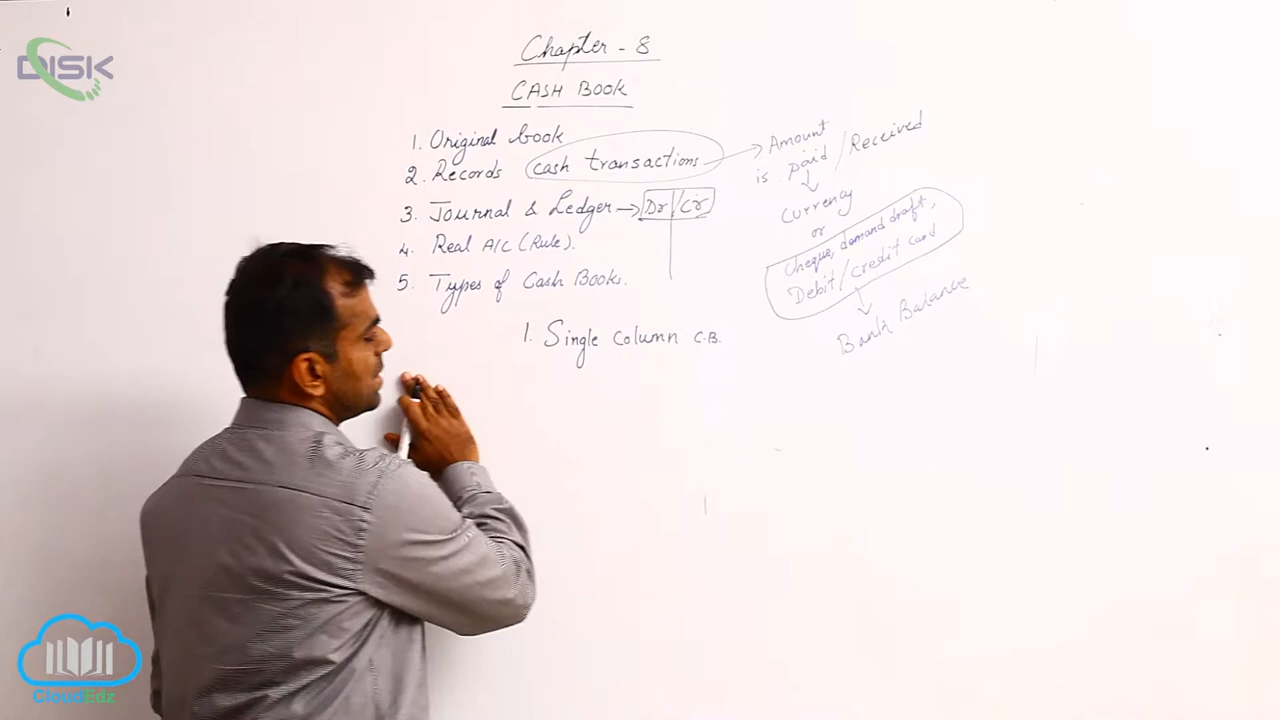 DISK
Chapter - 8
CASH BOOK
1. Original book
2. Records cash transactions
3. Journal & Ledger → Dr/Cr
4. Real A/C (Rule).
5. Types of Cash Books.
1. Single Column C.B.
Amount
is paid / Received
Currency
or
Cheque, demand draft,
Debit/credit card
Bank Balance
CloudEdz